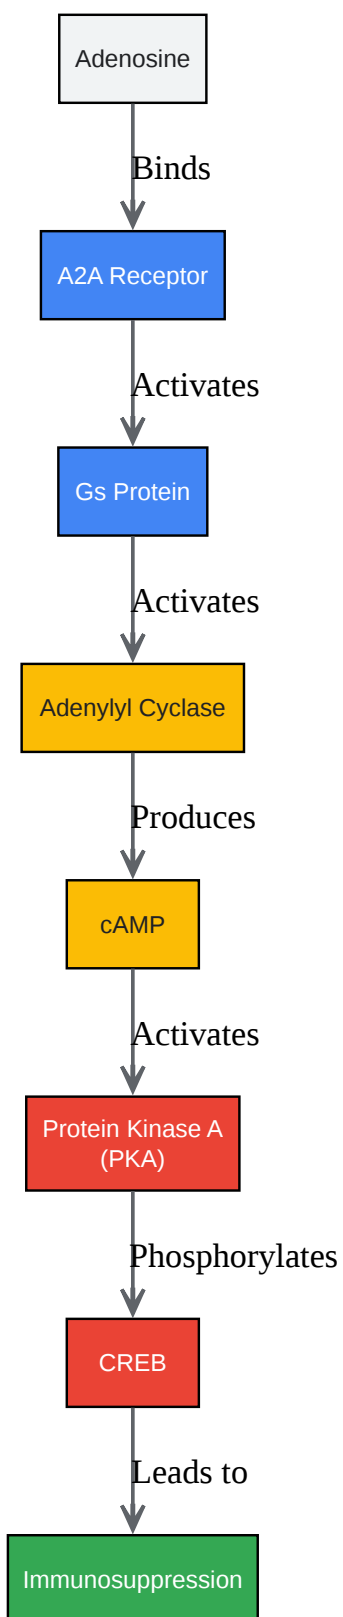 Adenosine
Binds
A2A Receptor
Activates
Gs Protein
Activates
Adenylyl Cyclase
Produces
cAMP
Activates
Protein Kinase A
(PKA)
Phosphorylates
CREB
Leads to
Immunosuppression